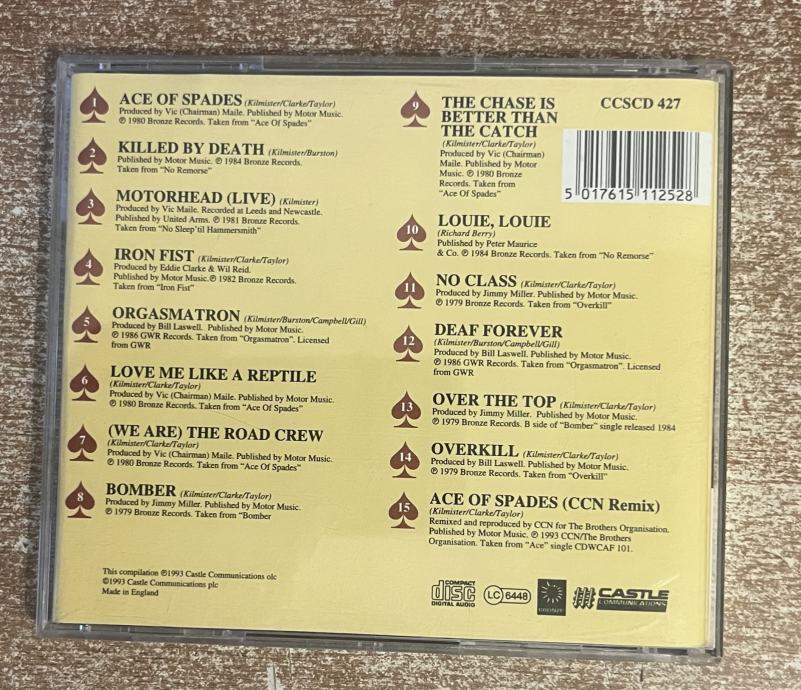 1
ACE OF SPADES (Kilmister/Clarke/Taylor)
Produced by Vic (Chairman) Maile. Published by Motor Music.
℗ 1980 Bronze Records. Taken from "Ace Of Spades"
2
KILLED BY DEATH (Kilmister/Burston)
Published by Motor Music. ℗ 1984 Bronze Records.
Taken from "No Remorse"
3
MOTORHEAD (LIVE) (Kilmister)
Produced by Vic Maile. Recorded at Leeds and Newcastle.
Published by United Arms. ℗ 1981 Bronze Records.
Taken from "No Sleep'til Hammersmith"
4
IRON FIST (Kilmister/Clarke/Taylor)
Produced by Eddie Clarke & Wil Reid.
Published by Motor Music.℗ 1982 Bronze Records.
Taken from "Iron Fist"
5
ORGASMATRON (Kilmister/Burston/Campbell/Gill)
Produced by Bill Laswell. Published by Motor Music.
℗ 1986 GWR Records. Taken from "Orgasmatron". Licensed
from GWR
6
LOVE ME LIKE A REPTILE
(Kilmister/Clarke/Taylor)
Produced by Vic (Chairman) Maile. Published by Motor Music.
℗ 1980 Bronze Records. Taken from "Ace Of Spades"
7
(WE ARE) THE ROAD CREW
(Kilmister/Clarke/Taylor)
Produced by Vic (Chairman) Maile. Published by Motor Music.
℗ 1980 Bronze Records. Taken from "Ace Of Spades"
8
BOMBER (Kilmister/Clarke/Taylor)
Produced by Jimmy Miller. Published by Motor Music.
℗ 1979 Bronze Records. Taken from "Bomber
This compilation ℗1993 Castle Communications olc
©1993 Castle Communications plc
Made in England
9
THE CHASE IS
BETTER THAN
THE CATCH
(Kilmister/Clarke/Taylor)
Produced by Vic (Chairman)
Maile. Published by Motor
Music. ℗ 1980 Bronze
Records. Taken from
"Ace Of Spades"
CCSCD 427
5 017615 112528
10
LOUIE, LOUIE
(Richard Berry)
Published by Peter Maurice
& Co. ℗ 1984 Bronze Records. Taken from "No Remorse"
11
NO CLASS (Kilmister/Clarke/Taylor)
Produced by Jimmy Miller. Published by Motor Music.
℗ 1979 Bronze Records. Taken from "Overkill"
12
DEAF FOREVER
(Kilmister/Burston/Campbell/Gill)
Produced by Bill Laswell. Published by Motor Music.
℗ 1986 GWR Records. Taken from "Orgasmatron". Licensed
from GWR
13
OVER THE TOP (Kilmister/Clarke/Taylor)
Produced by Jimmy Miller. Published by Motor Music.
℗ 1979 Bronze Records. B side of "Bomber" single released 1984
14
OVERKILL (Kilmister/Clarke/Taylor)
Produced by Bill Laswell. Published by Motor Music.
℗ 1979 Bronze Records. Taken from "Overkill"
15
ACE OF SPADES (CCN Remix)
(Kilmister/Clarke/Taylor)
Remixed and reproduced by CCN for The Brothers Organisation.
Published by Motor Music. ℗ 1993 CCN/The Brothers
Organisation. Taken from "Ace" single CDWCAF 101.
COMPACT
disc
DIGITAL AUDIO
LC 6448
BRONZE
CASTLE
COMMUNICATIONS